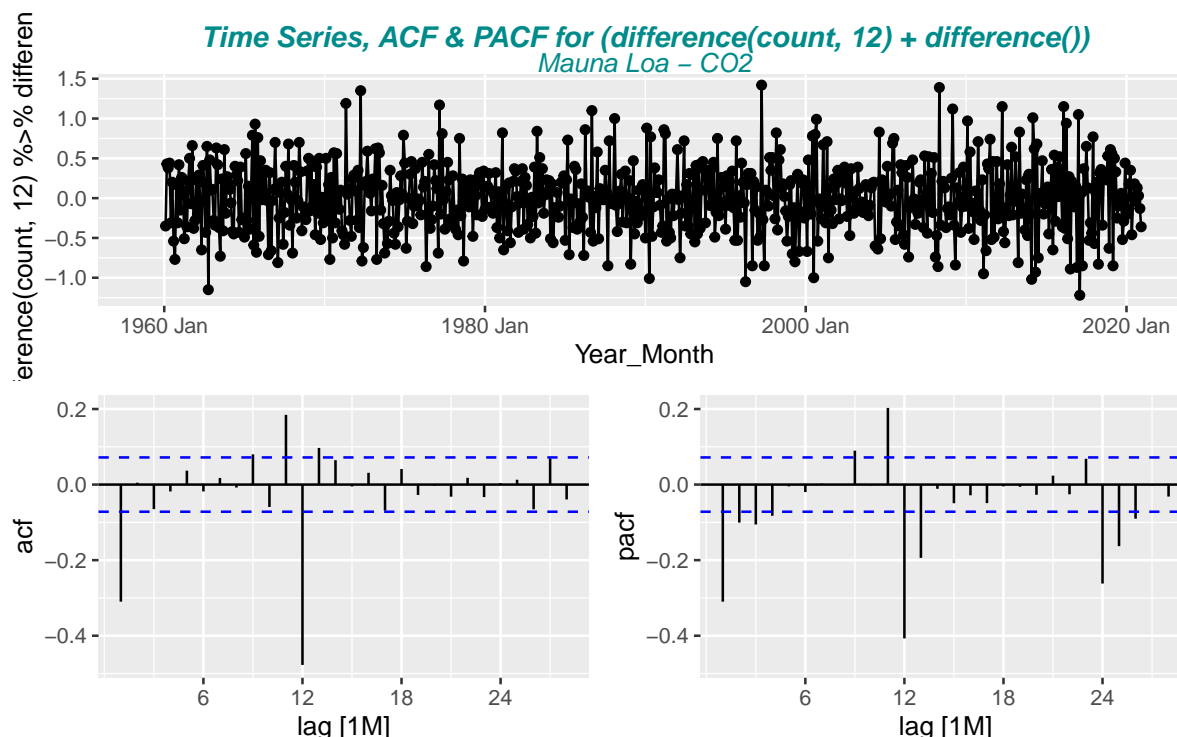 Time Series, ACF & PACF for (difference(count, 12) + difference())
Mauna Loa − CO2
erence(count, 12) %>% differen
1.5
1.0
0.5
0.0
−0.5
−1.0
1960 Jan
1980 Jan
2000 Jan
2020 Jan
Year_Month
acf
0.2
0.0
−0.2
−0.4
6
12
18
24
lag [1M]
pacf
0.2
0.0
−0.2
−0.4
6
12
18
24
lag [1M]